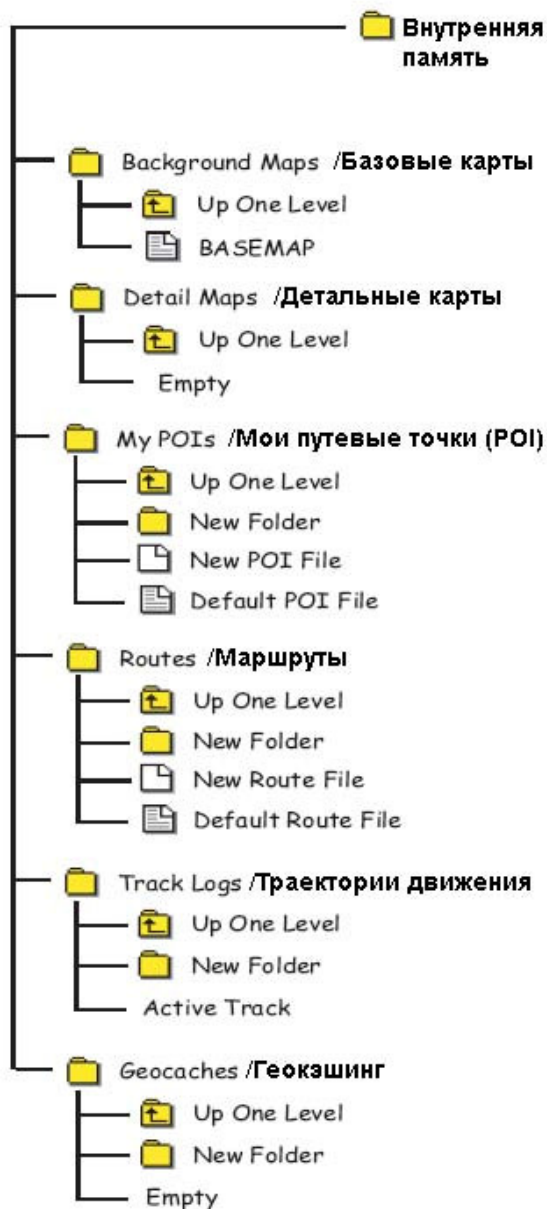 Внутренняя
память
Background Maps /Базовые карты
Up One Level
BASEMAP
Detail Maps /Детальные карты
Up One Level
Empty
My POIs /Мои путевые точки (POI)
Up One Level
New Folder
New POI File
Default POI File
Routes /Маршруты
Up One Level
New Folder
New Route File
Default Route File
Track Logs /Траектории движения
Up One Level
New Folder
Active Track
Geocaches /Геокэшинг
Up One Level
New Folder
Empty